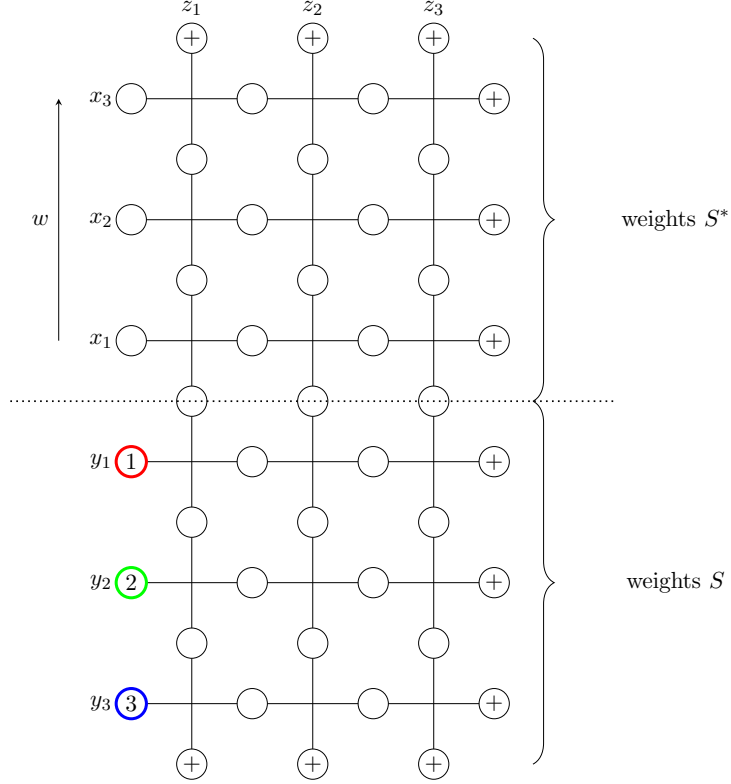 z₁ z₂ z₃
+ + +
x₃ +
w x₂ + weights S*
x₁ +
y₁ 1 +
y₂ 2 + weights S
y₃ 3 +
+ + +